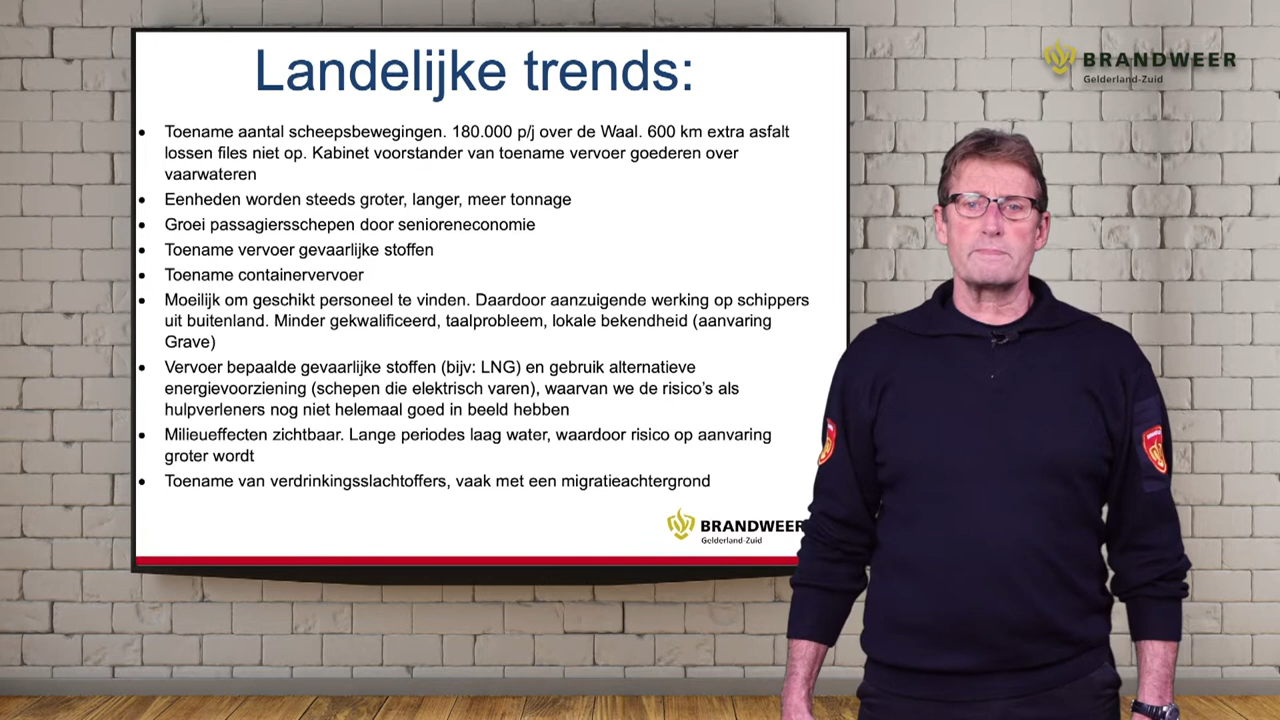 Landelijke trends:
Toename aantal scheepsbewegingen. 180.000 p/j over de Waal. 600 km extra asfalt
lossen files niet op. Kabinet voorstander van toename vervoer goederen over
vaarwateren
Eenheden worden steeds groter, langer, meer tonnage
Groei passagiersschepen door senioreneconomie
Toename vervoer gevaarlijke stoffen
Toename containervervoer
Moeilijk om geschikt personeel te vinden. Daardoor aanzuigende werking op schippers
uit buitenland. Minder gekwalificeerd, taalprobleem, lokale bekendheid (aanvaring
Grave)
Vervoer bepaalde gevaarlijke stoffen (bijv: LNG) en gebruik alternatieve
energievoorziening (schepen die elektrisch varen), waarvan we de risico's als
hulpverleners nog niet helemaal goed in beeld hebben
Milieueffecten zichtbaar. Lange periodes laag water, waardoor risico op aanvaring
groter wordt
Toename van verdrinkingsslachtoffers, vaak met een migratieachtergrond
BRANDWEER
Gelderland-Zuid
BRANDWEER
Gelderland-Zuid